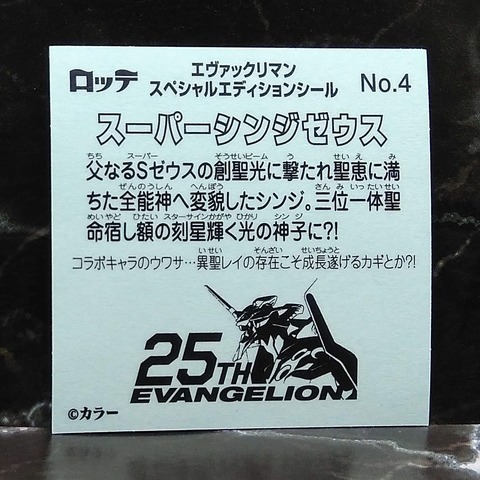 ロッテ
エヴァックリマン
スペシャルエディションシール
No.4
スーパーシンジゼウス
父なるSゼウスの創聖光に撃たれ聖恵に満
ちた全能神へ変貌したシンジ。三位一体聖
命宿し額の刻星輝く光の神子に?!
コラボキャラのウワサ…異聖レイの存在こそ成長遂げるカギとか?!
25TH
EVANGELION
©カラー